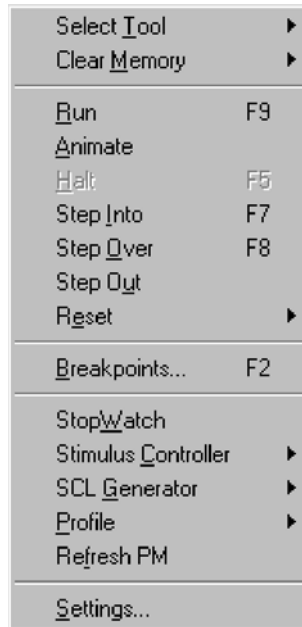 Select Tool
Clear Memory
Run F9
Animate
Halt F5
Step Into F7
Step Over F8
Step Out
Reset
Breakpoints... F2
StopWatch
Stimulus Controller
SCL Generator
Profile
Refresh PM
Settings...